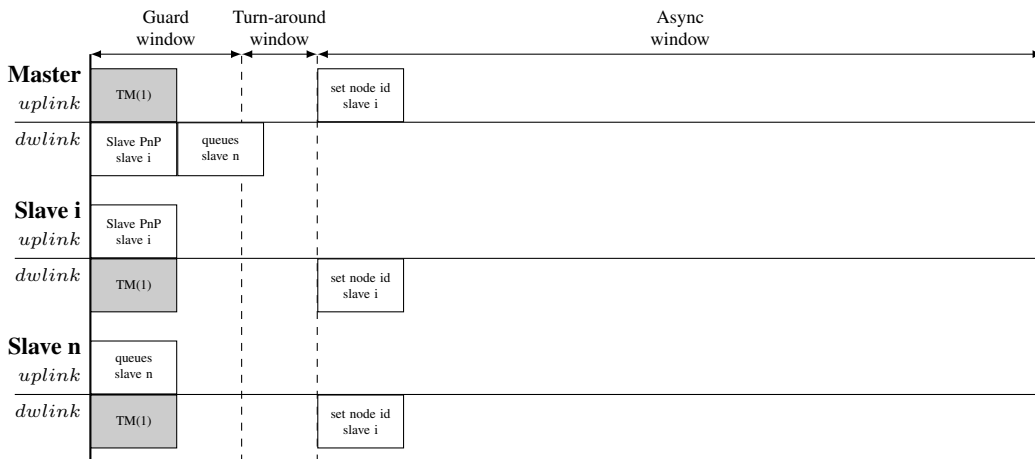 Guard
window
Turn-around
window
Async
window
Master
uplink
TM(1)
set node id
slave i
dwlink
Slave PnP
slave i
queues
slave n
Slave i
uplink
Slave PnP
slave i
dwlink
TM(1)
set node id
slave i
Slave n
uplink
queues
slave n
dwlink
TM(1)
set node id
slave i